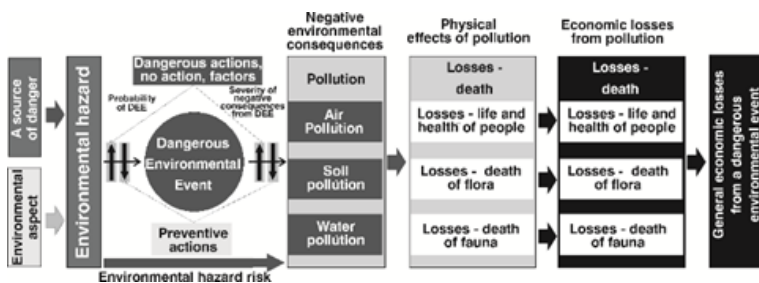 A source
of danger
Environmental
aspect
Environmental hazard
Dangerous actions,
no action, factors
Probability
of DEE
Severity of
negative
consequences
from DEE
Dangerous
Environmental
Event
Preventive
actions
Environmental hazard risk
Negative
environmental
consequences
Pollution
Air
Pollution
Soll
pollution
Water
pollution
Physical
effects of pollution
Losses -
death
Losses - life and
health of people
Losses - death
of flora
Losses - death
of fauna
Economic losses
from pollution
Losses -
death
Losses - life and
health of people
Losses - death
of flora
Losses - death
of fauna
General economic losses
from a dangerous
environmental event